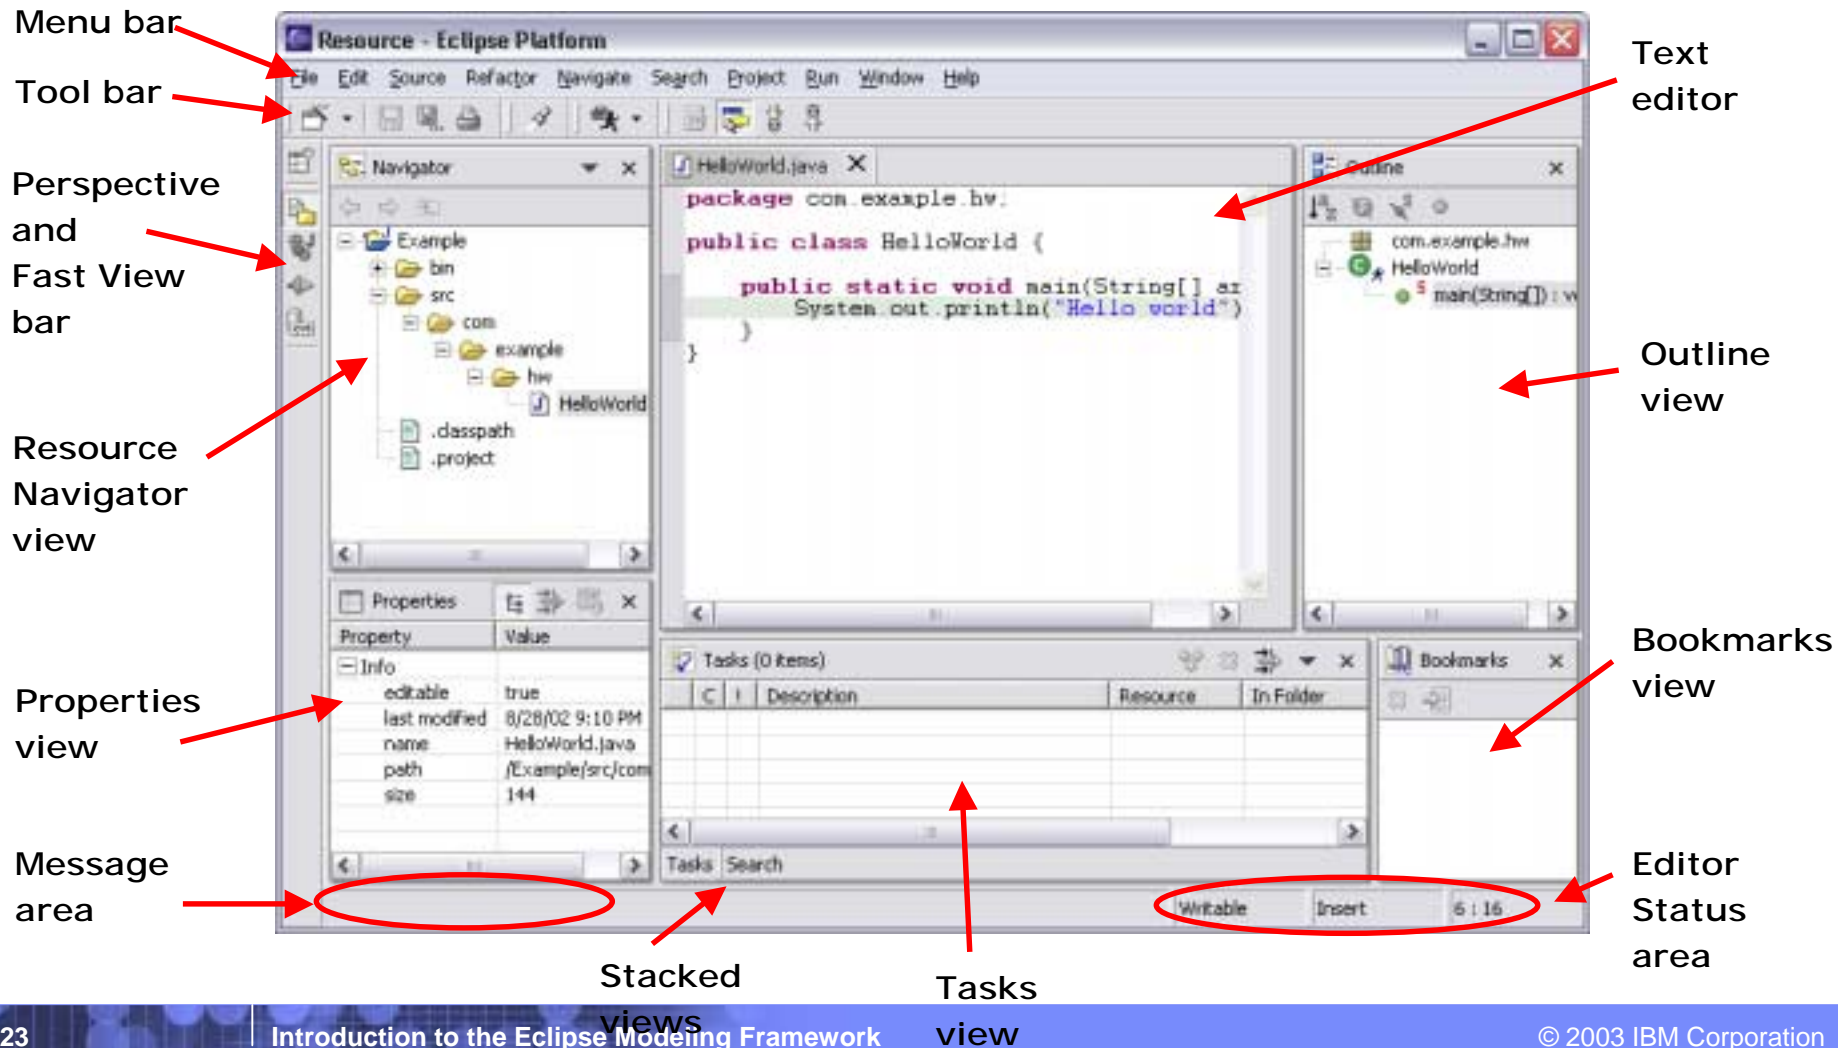 Menu bar
Tool bar
Perspective
and
Fast View
bar
Resource
Navigator
view
Properties
view
Message
area
Resource - Eclipse Platform
File Edit Source Refactor Navigate Search Project Run Window Help
Navigator
Example
bin
src
com
example
hw
HelloWorld
.classpath
.project
Properties
Property Value
Info
editable true
last modified 8/28/02 9:10 PM
name HelloWorld.java
path /Example/src/com
size 144
HelloWorld.java
package com.example.hw;
public class HelloWorld {
public static void main(String[] ar
System.out.println("Hello world")
}
}
Outline
com.example.hw
HelloWorld
main(String[]) : v
Tasks (0 items)
C ! Description Resource In Folder
Tasks Search
Bookmarks
Writable Insert 6 : 16
Text
editor
Outline
view
Bookmarks
view
Editor
Status
area
Stacked
views
Tasks
view
23
Introduction to the Eclipse Modeling Framework
© 2003 IBM Corporation